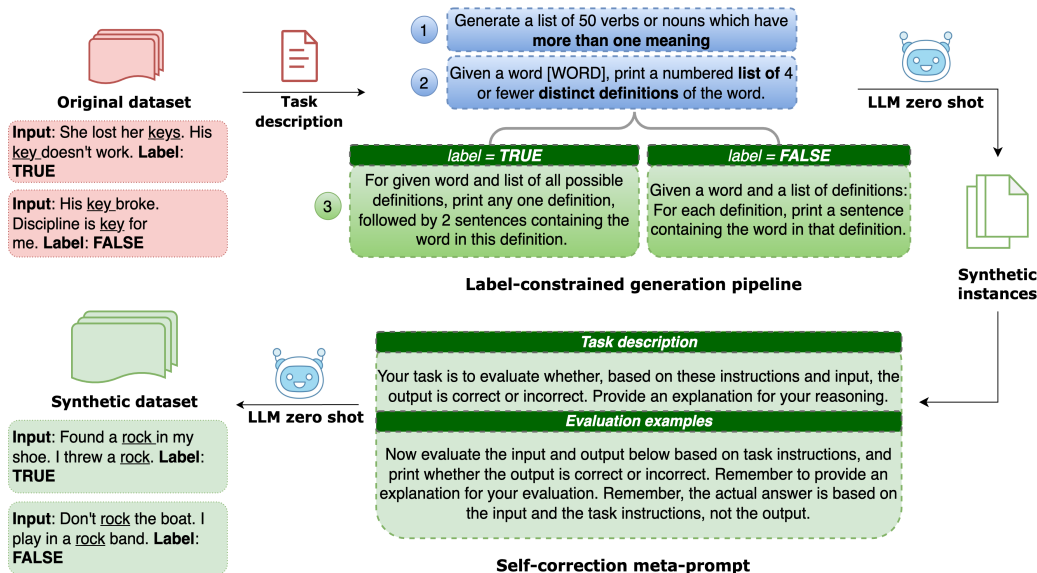 Original dataset
Input: She lost her keys. His
key doesn't work. Label:
TRUE
Input: His key broke.
Discipline is key for
me. Label: FALSE
Task
description
1
Generate a list of 50 verbs or nouns which have
more than one meaning
2
Given a word [WORD], print a numbered list of 4
or fewer distinct definitions of the word.
3
label = TRUE
For given word and list of all possible
definitions, print any one definition,
followed by 2 sentences containing the
word in this definition.
label = FALSE
Given a word and a list of definitions:
For each definition, print a sentence
containing the word in that definition.
Label-constrained generation pipeline
LLM zero shot
Synthetic
instances
Task description
Your task is to evaluate whether, based on these instructions and input, the
output is correct or incorrect. Provide an explanation for your reasoning.
Evaluation examples
Now evaluate the input and output below based on task instructions, and
print whether the output is correct or incorrect. Remember to provide an
explanation for your evaluation. Remember, the actual answer is based on
the input and the task instructions, not the output.
Self-correction meta-prompt
LLM zero shot
Synthetic dataset
Input: Found a rock in my
shoe. I threw a rock. Label:
TRUE
Input: Don't rock the boat. I
play in a rock band. Label:
FALSE